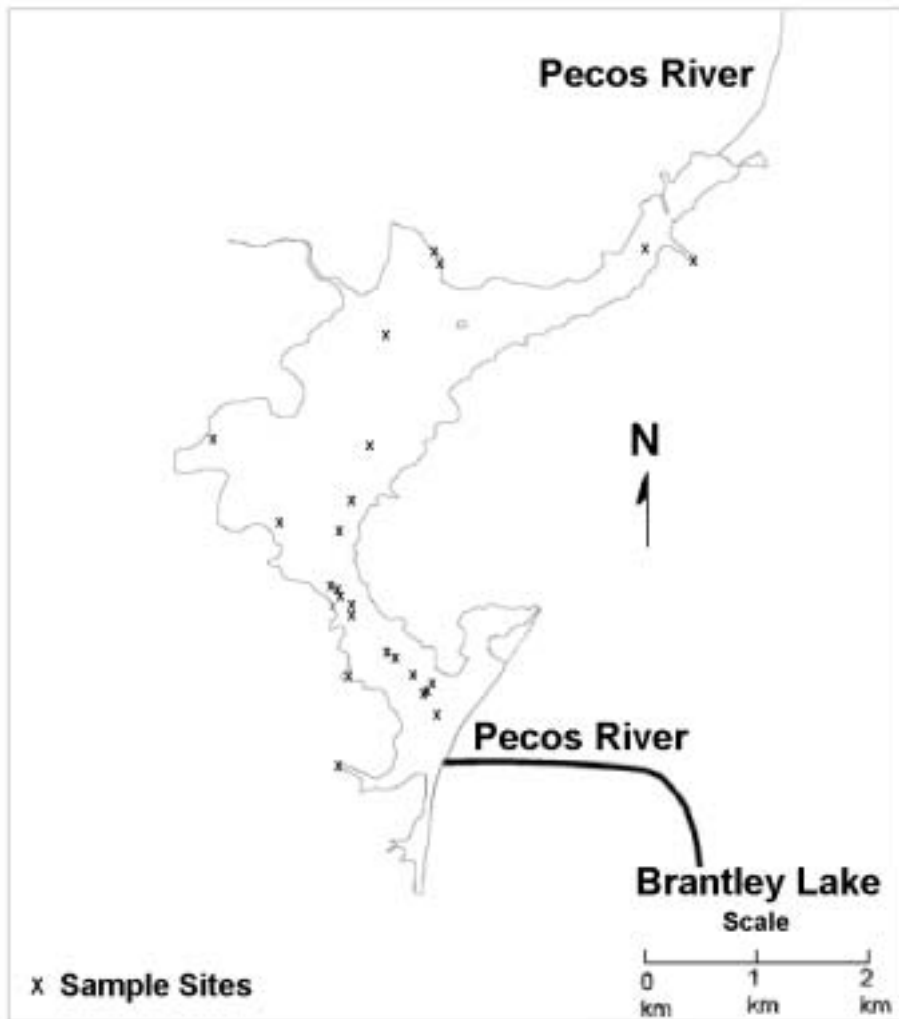 Pecos River
N
Pecos River
Brantley Lake
Scale
0 1 2
km km km
x Sample Sites